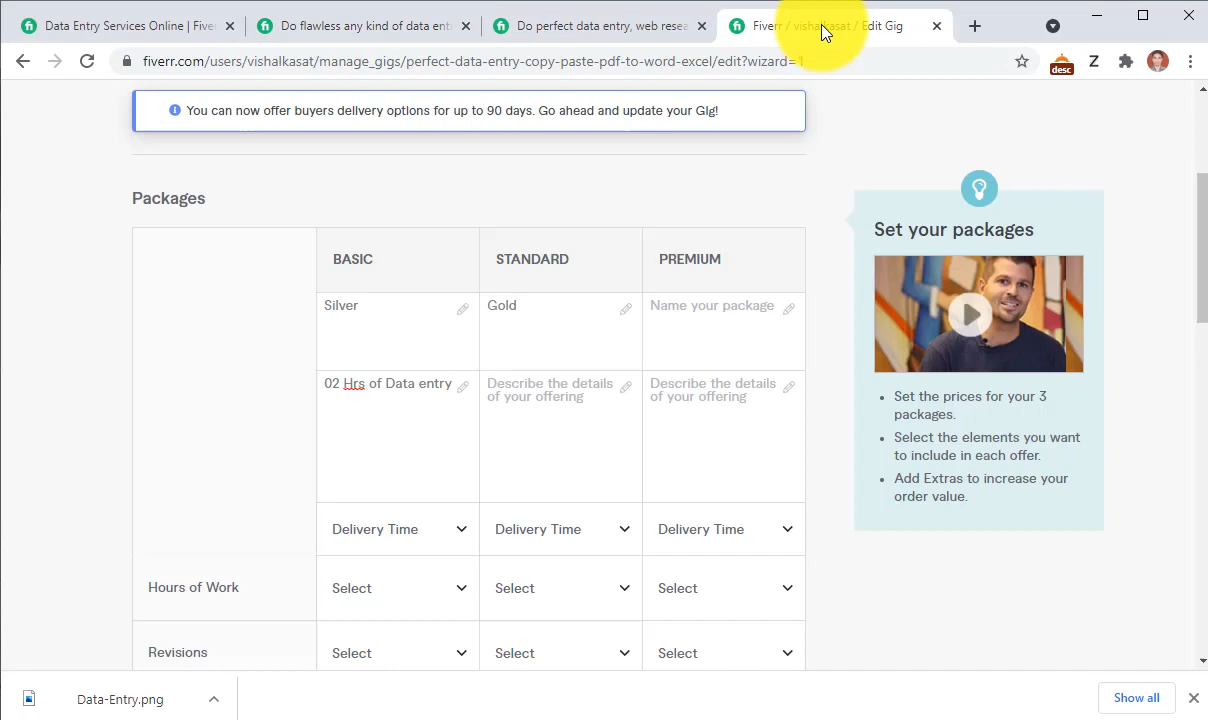 Data Entry Services Online | Five
Do flawless any kind of data ent
Do perfect data entry, web resea
Fiverr / vishalkasat / Edit Gig
fiverr.com/users/vishalkasat/manage_gigs/perfect-data-entry-copy-paste-pdf-to-word-excel/edit?wizard=1
desc
Z
You can now offer buyers delivery options for up to 90 days. Go ahead and update your GIg!
Packages
BASIC STANDARD PREMIUM
Silver Gold Name your package
02 Hrs of Data entry Describe the details Describe the details
of your offering of your offering
Delivery Time Delivery Time Delivery Time
Hours of Work Select Select Select
Revisions Select Select Select
Set your packages
Set the prices for your 3
packages.
Select the elements you want
to include in each offer.
Add Extras to increase your
order value.
Data-Entry.png
Show all